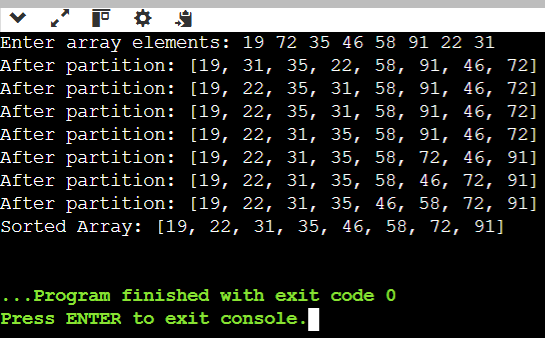 Enter array elements: 19 72 35 46 58 91 22 31
After partition: [19, 31, 35, 22, 58, 91, 46, 72]
After partition: [19, 22, 35, 31, 58, 91, 46, 72]
After partition: [19, 22, 35, 31, 58, 91, 46, 72]
After partition: [19, 22, 31, 35, 58, 91, 46, 72]
After partition: [19, 22, 31, 35, 58, 72, 46, 91]
After partition: [19, 22, 31, 35, 58, 46, 72, 91]
After partition: [19, 22, 31, 35, 46, 58, 72, 91]
Sorted Array: [19, 22, 31, 35, 46, 58, 72, 91]
...Program finished with exit code 0
Press ENTER to exit console.